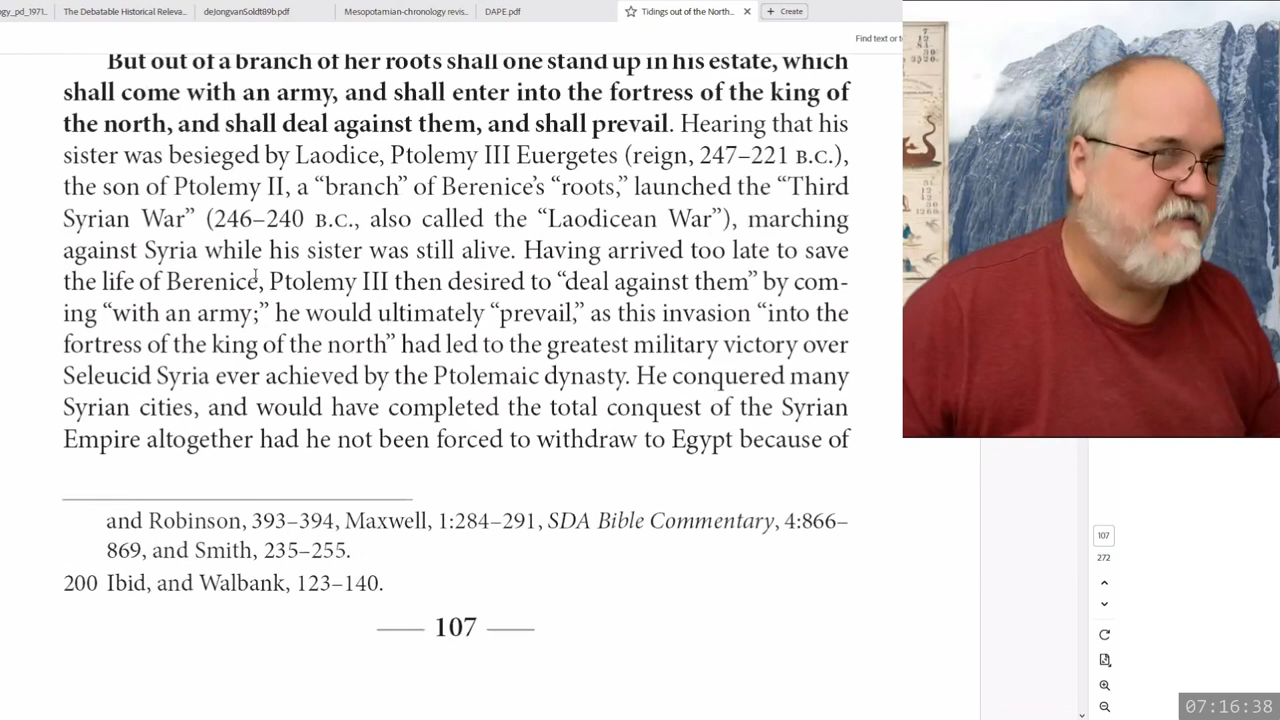 ogy_pd_1971.
The Debatable Historical Releva...
deJongvanSoldt89b.pdf
Mesopotamian-chronology revis..
DAPE.pdf
Tidings out of the North...
Create
Find text or t
But out of a branch of her roots shall one stand up in his estate, which
shall come with an army, and shall enter into the fortress of the king of
the north, and shall deal against them, and shall prevail. Hearing that his
sister was besieged by Laodice, Ptolemy III Euergetes (reign, 247–221 B.C.),
the son of Ptolemy II, a “branch” of Berenice’s “roots,” launched the “Third
Syrian War” (246–240 B.C., also called the “Laodicean War”), marching
against Syria while his sister was still alive. Having arrived too late to save
the life of Berenice, Ptolemy III then desired to “deal against them” by com-
ing “with an army;” he would ultimately “prevail,” as this invasion “into the
fortress of the king of the north” had led to the greatest military victory over
Seleucid Syria ever achieved by the Ptolemaic dynasty. He conquered many
Syrian cities, and would have completed the total conquest of the Syrian
Empire altogether had he not been forced to withdraw to Egypt because of
and Robinson, 393–394, Maxwell, 1:284–291, SDA Bible Commentary, 4:866–
869, and Smith, 235–255.
200 Ibid, and Walbank, 123–140.
107
107
272
07:16:38